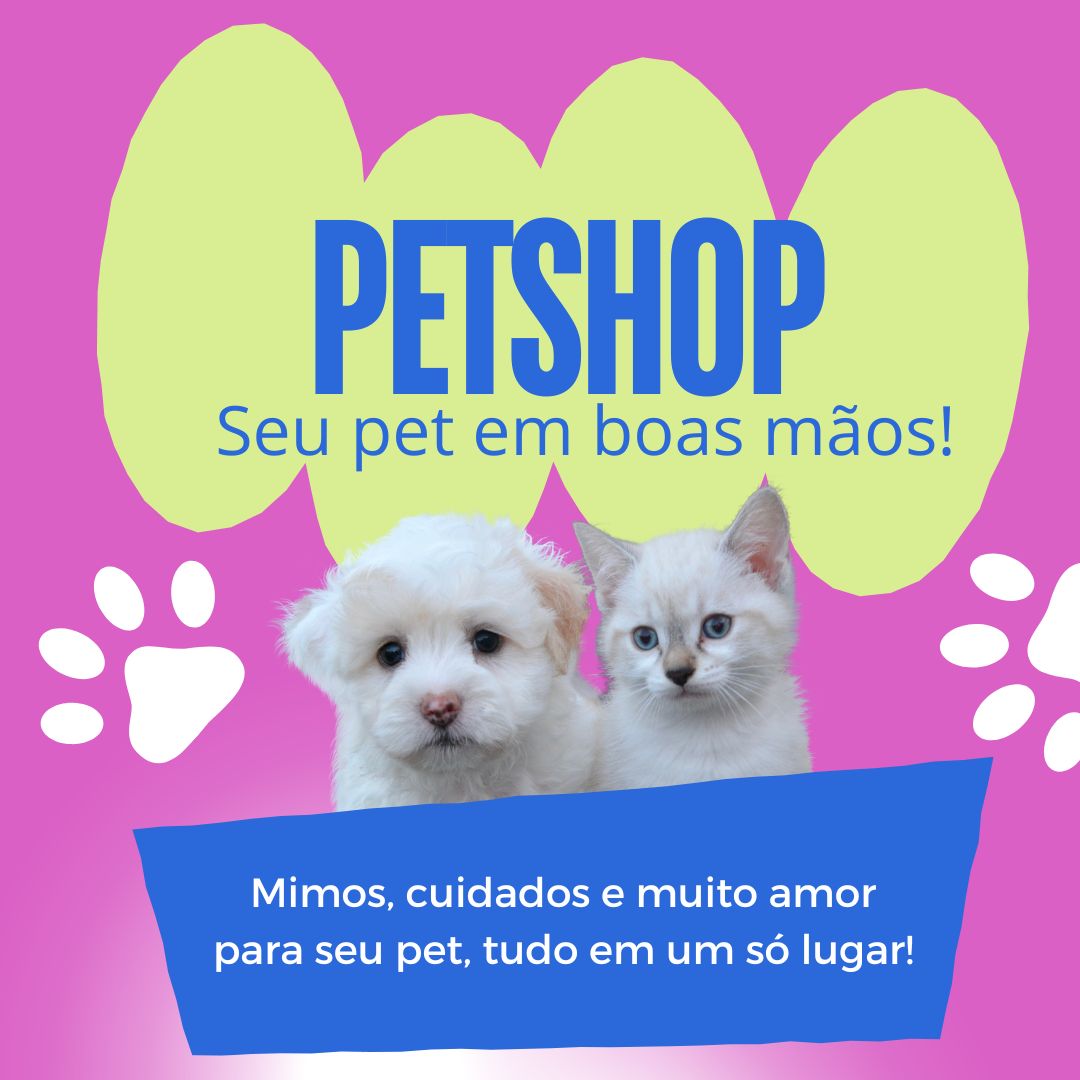 PETSHOP
Seu pet em boas mãos!
Mimos, cuidados e muito amor
para seu pet, tudo em um só lugar!